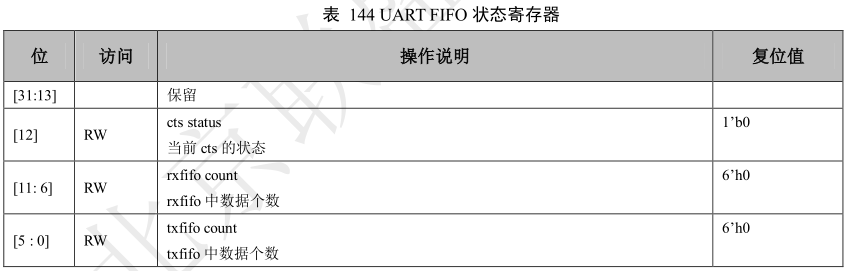 表 144 UART FIFO 状态寄存器
位 访问 操作说明 复位值
[31:13] 保留
[12] RW cts status 1’b0
当前 cts 的状态
[11: 6] RW rxfifo count 6’h0
rxfifo 中数据个数
[5 : 0] RW txfifo count 6’h0
txfifo 中数据个数
北京联